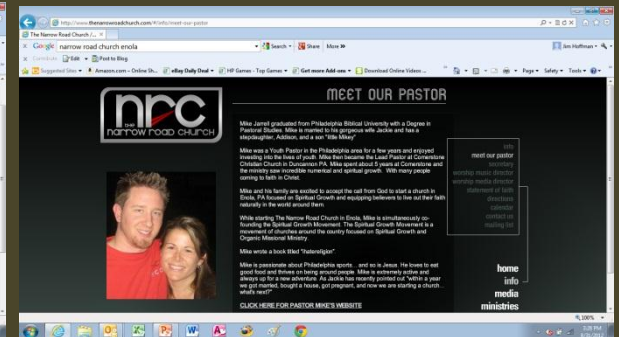 http://www.thenarrowroadchurch.com/#/info/meet-our-pastor
The Narrow Road Church /...
Google narrow road church enola Search Share More »
Jim Hoffman
Edit Post to Blog
Suggested Sites Amazon.com – Online Sh... eBay Daily Deal HP Games - Top Games Get more Add-ons Download Online Videos ...
Page Safety Tools
MEET OUR PASTOR
nrc
THE
narrow road church
Mike Jarrell graduated from Philadelphia Biblical University with a Degree in
Pastoral Studies. Mike is married to his gorgeous wife Jackie and has a
stepdaughter, Addison, and a son "little Mikey"
Mike was a Youth Pastor in the Philadelphia area for a few years and enjoyed
investing into the lives of youth. Mike then became the Lead Pastor at Cornerstone
Christian Church in Duncannon PA. Mike spent about 5 years at Cornerstone and
the ministry saw incredible numerical and spiritual growth. With many people
coming to faith in Christ.
Mike and his family are excited to accept the call from God to start a church in
Enola, PA focused on Spiritual Growth and equipping believers to live out their faith
naturally in the world around them.
While starting The Narrow Road Church in Enola, Mike is simultaneously co-
founding the Spiritual Growth Movement. The Spiritual Growth Movement is a
movement of churches around the country focused on Spiritual Growth and
Organic Missional Ministry
Mike wrote a book titled "hatereligion"
Mike is passionate about Philadelphia sports... and so is Jesus. He loves to eat
good food and thrives on being around people. Mike is extremely active and
always up for a new adventure. As Jackie has recently pointed out "within a year
we got married, bought a house, got pregnant, and now we are starting a church...
what's next?"
CLICK HERE FOR PASTOR MIKE'S WEBSITE
info
meet our pastor
secretary
worship music director
worship media director
statement of faith
directions
calendar
contact us
mailing list
home
info
media
ministries
100%
3:28 PM